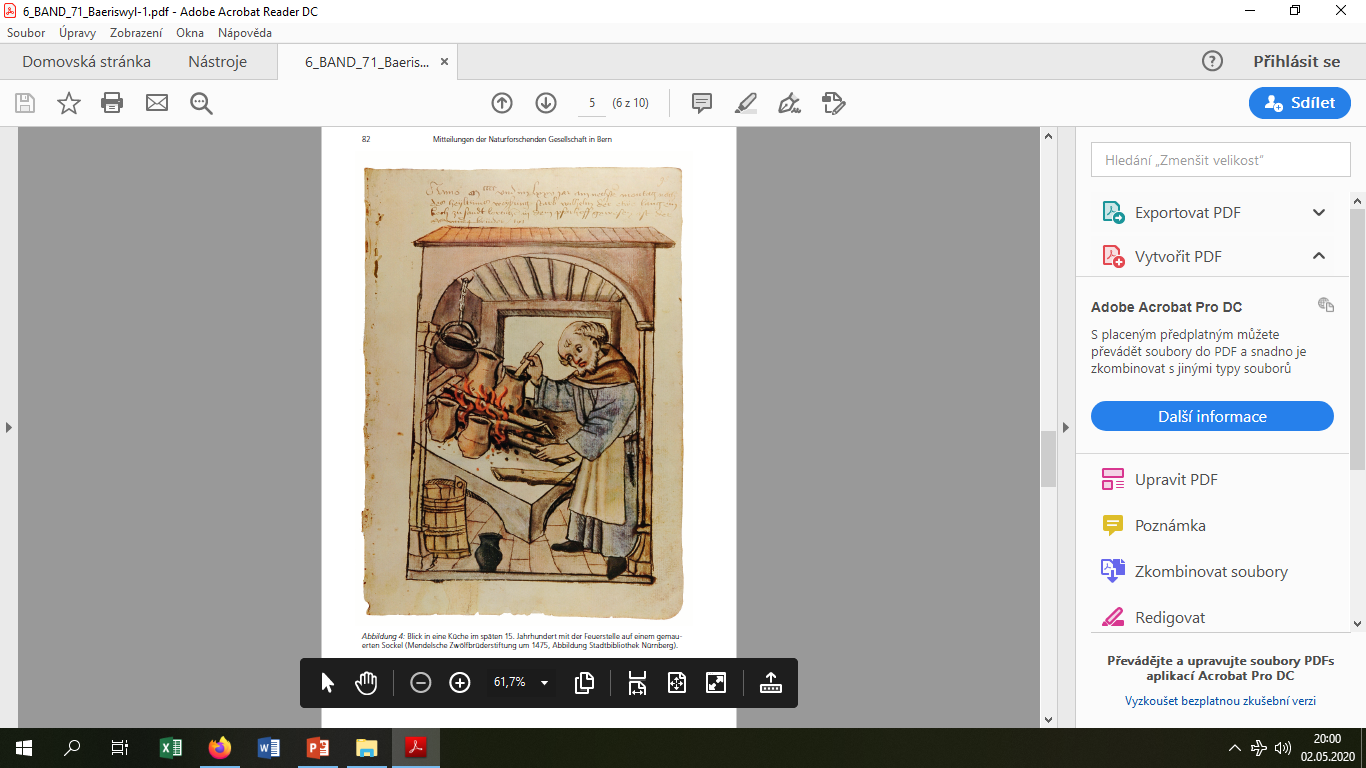 6_BAND_71_Baeriswyl-1.pdf - Adobe Acrobat Reader DC
Soubor Úpravy Zobrazení Okna Nápověda
Domovská stránka Nástroje 6_BAND_71_Baeris... × Přihlásit se
5 (6 z 10) Sdílet
82 Mitteilungen der Naturforschenden Gesellschaft in Bern
Anno
Abbildung 4: Blick in eine Küche im späten 15. Jahrhundert mit der Feuerstelle auf einem gemau-
erten Sockel (Mendelsche Zwölfbrüderstiftung um 1475, Abbildung Stadtbibliothek Nürnberg).
61,7%
Hledání „Zmenšit velikost“
Exportovat PDF
Vytvořit PDF
Adobe Acrobat Pro DC
S placeným předplatným můžete
převádět soubory do PDF a snadno je
zkombinovat s jinými typy souborů
Další informace
Upravit PDF
Poznámka
Zkombinovat soubory
Redigovat
Převádějte a upravujte soubory PDFs
aplikací Acrobat Pro DC
Vyzkoušet bezplatnou zkušební verzi
20:00
02.05.2020